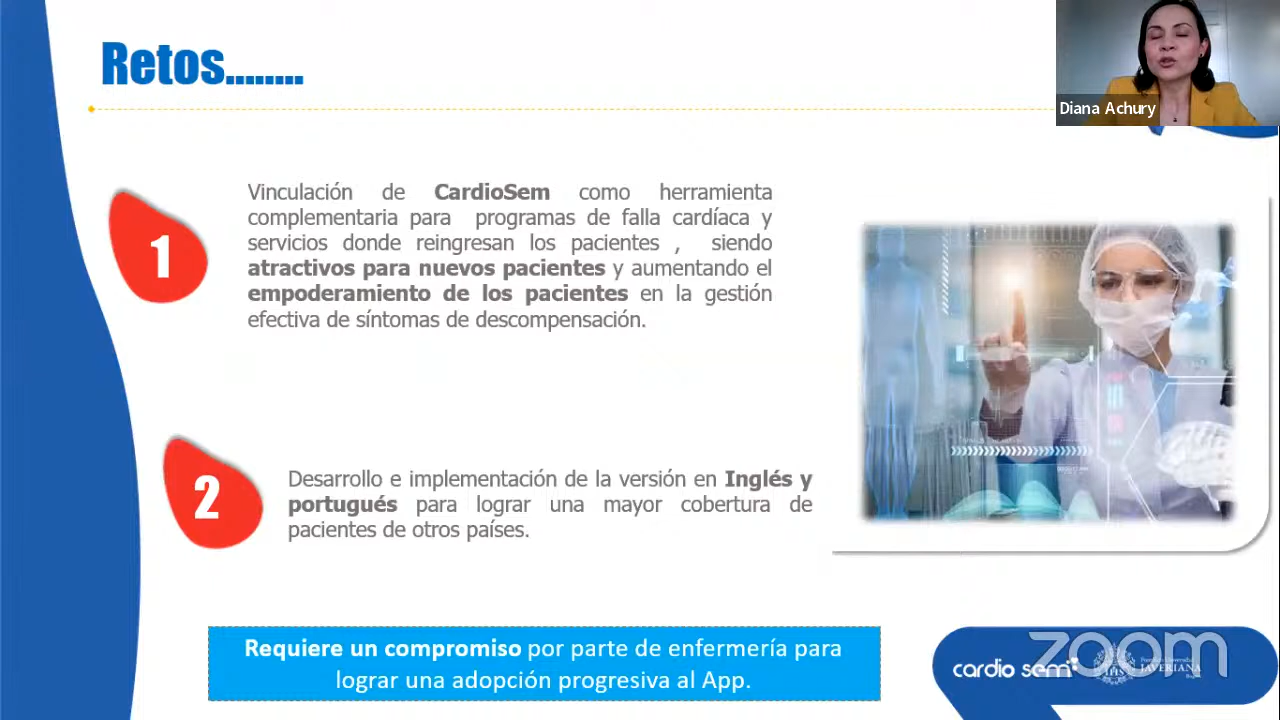 Retos........
Diana Achury
1
Vinculación de CardioSem como herramienta
complementaria para programas de falla cardíaca y
servicios donde reingresan los pacientes , siendo
atractivos para nuevos pacientes y aumentando el
empoderamiento de los pacientes en la gestión
efectiva de síntomas de descompensación.
2
Desarrollo e implementación de la versión en Inglés y
portugués para lograr una mayor cobertura de
pacientes de otros países.
Requiere un compromiso por parte de enfermería para
lograr una adopción progresiva al App.
cardio sem
JAVERIANA
zoom